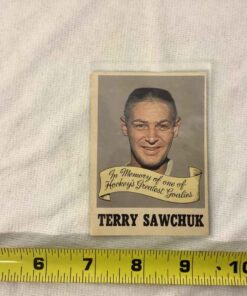 In Memory of one of
Hockey's Greatest Goalies
TERRY SAWCHUK
6 7 8 9 10